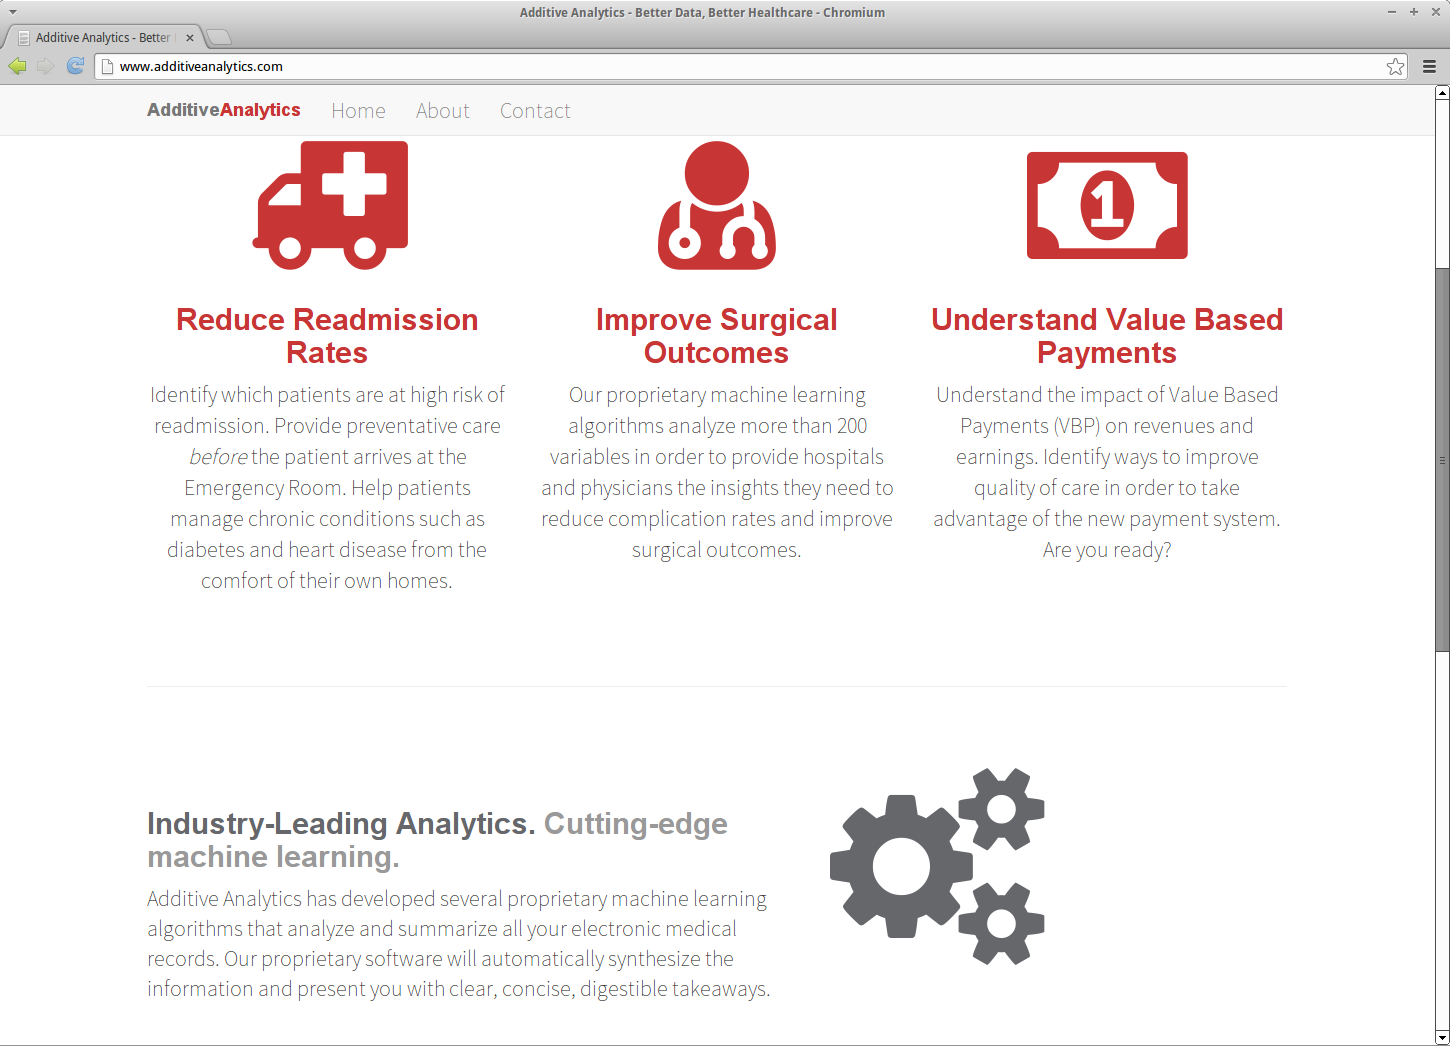 Additive Analytics - Better Data, Better Healthcare - Chromium
Additive Analytics - Better
www.additiveanalytics.com
AdditiveAnalytics Home About Contact
1
Reduce Readmission
Rates
Identify which patients are at high risk of
readmission. Provide preventative care
before the patient arrives at the
Emergency Room. Help patients
manage chronic conditions such as
diabetes and heart disease from the
comfort of their own homes.
Improve Surgical
Outcomes
Our proprietary machine learning
algorithms analyze more than 200
variables in order to provide hospitals
and physicians the insights they need to
reduce complication rates and improve
surgical outcomes.
Understand Value Based
Payments
Understand the impact of Value Based
Payments (VBP) on revenues and
earnings. Identify ways to improve
quality of care in order to take
advantage of the new payment system.
Are you ready?
Industry-Leading Analytics. Cutting-edge
machine learning.
Additive Analytics has developed several proprietary machine learning
algorithms that analyze and summarize all your electronic medical
records. Our proprietary software will automatically synthesize the
information and present you with clear, concise, digestible takeaways.